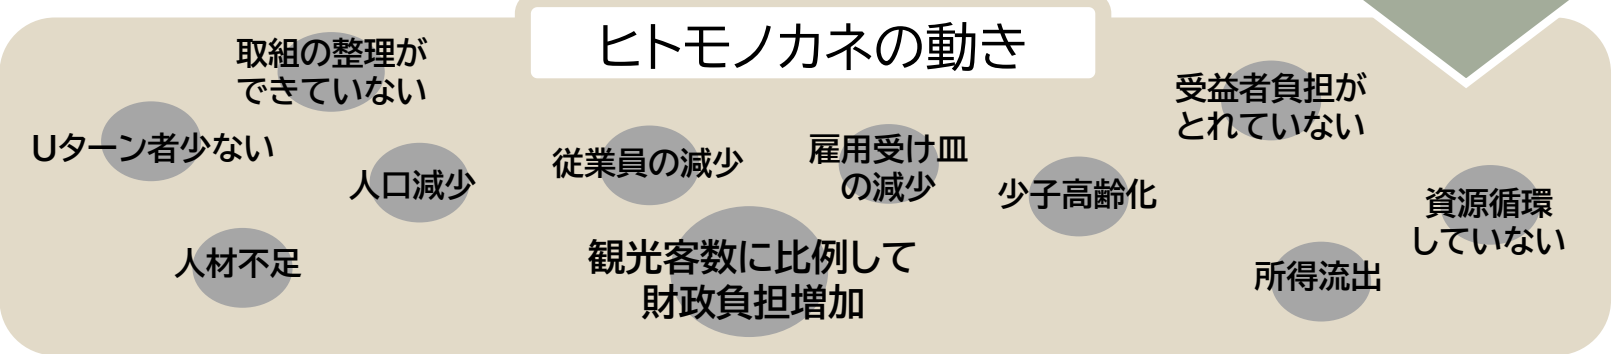 ヒトモノカネの動き
取組の整理が
できていない
Uターン者少ない
人口減少
人材不足
従業員の減少
雇用受け皿
の減少
観光客数に比例して
財政負担増加
少子高齢化
受益者負担が
とれていない
資源循環
していない
所得流出